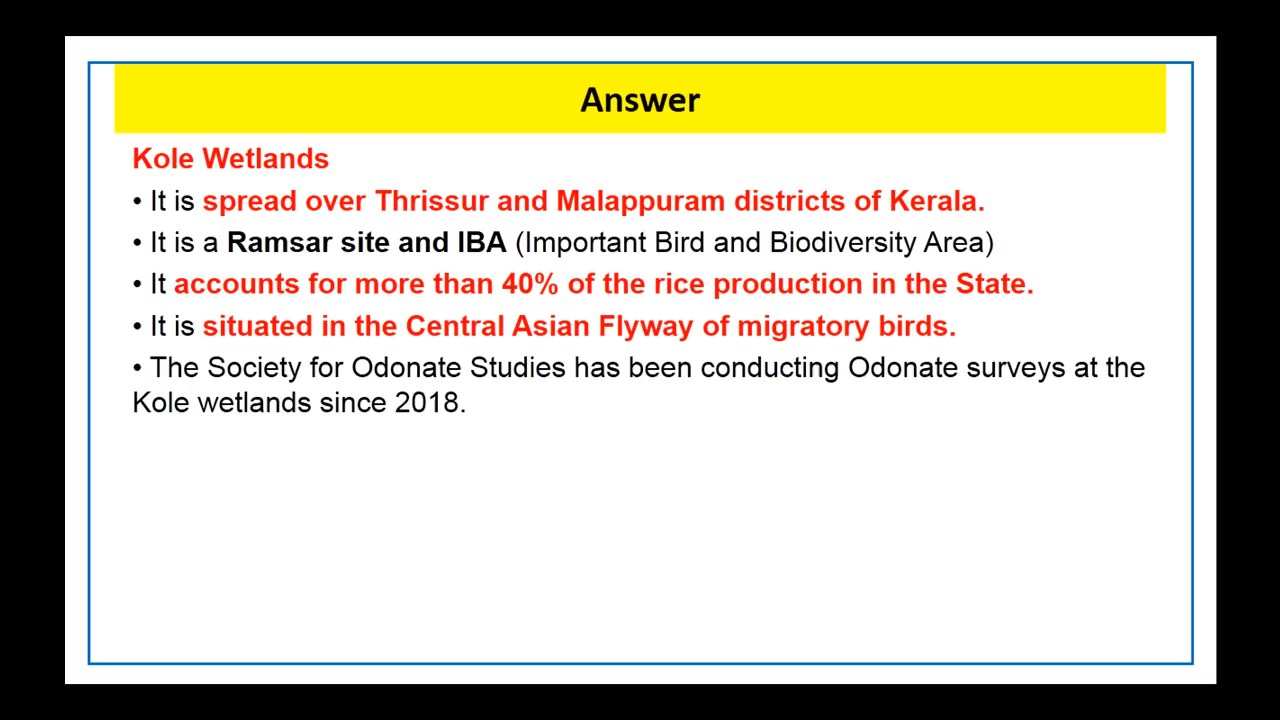 Answer
Kole Wetlands
• It is spread over Thrissur and Malappuram districts of Kerala.
• It is a Ramsar site and IBA (Important Bird and Biodiversity Area)
• It accounts for more than 40% of the rice production in the State.
• It is situated in the Central Asian Flyway of migratory birds.
• The Society for Odonate Studies has been conducting Odonate surveys at the
Kole wetlands since 2018.